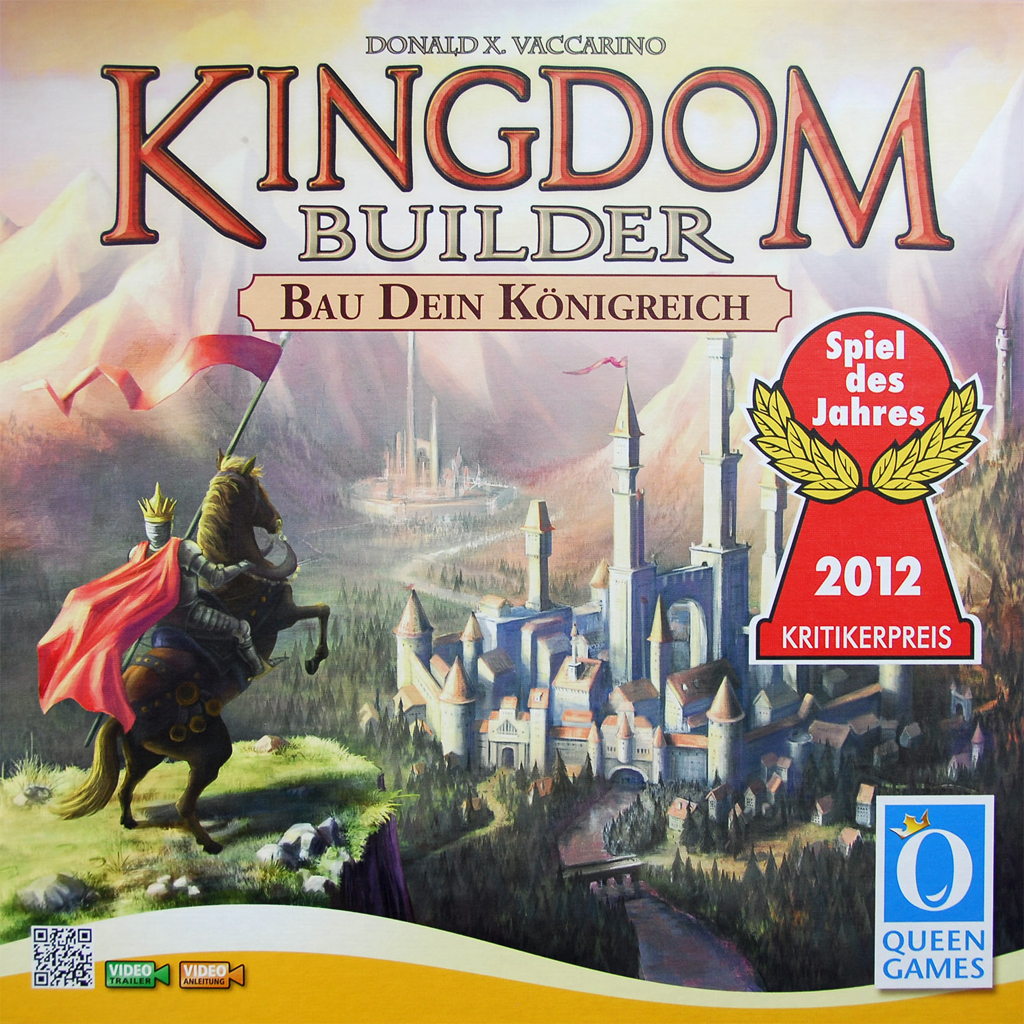 DONALD X. VACCARINO
KINGDOM
BUILDER
BAU DEIN KÖNIGREICH
Spiel
des
Jahres
2012
KRITIKERPREIS
QUEEN
GAMES
VIDEO
TRAILER
VIDEO
ANLEITUNG